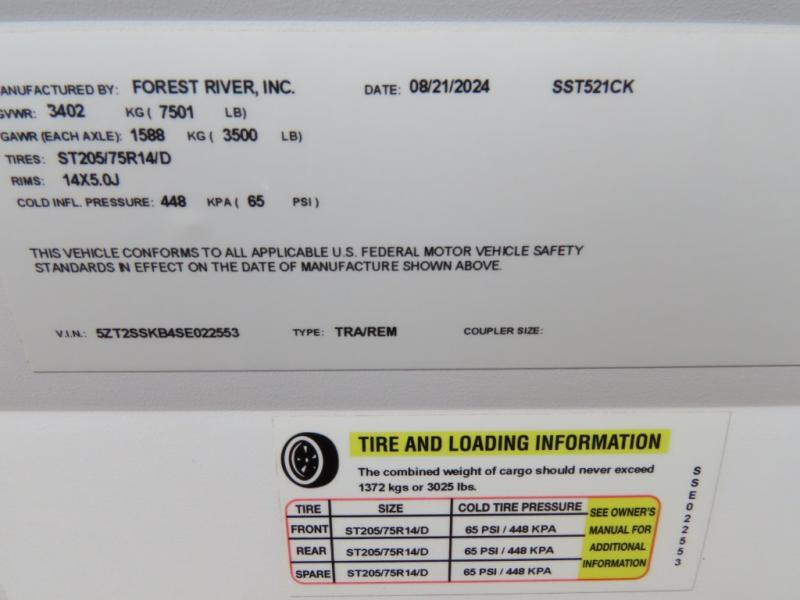 ANUFACTURED BY: FOREST RIVER, INC. DATE: 08/21/2024 SST521CK
GVWR: 3402 KG ( 7501 LB)
GAWR (EACH AXLE): 1588 KG ( 3500 LB)
TIRES: ST205/75R14/D
RIMS: 14X5.0J
COLD INFL. PRESSURE: 448 KPA ( 65 PSI )
THIS VEHICLE CONFORMS TO ALL APPLICABLE U.S. FEDERAL MOTOR VEHICLE SAFETY
STANDARDS IN EFFECT ON THE DATE OF MANUFACTURE SHOWN ABOVE.
V.I.N.: 5ZT2SSKB4SE022553 TYPE: TRA/REM COUPLER SIZE:
TIRE AND LOADING INFORMATION
The combined weight of cargo should never exceed
1372 kgs or 3025 lbs.
TIRE SIZE COLD TIRE PRESSURE
FRONT ST205/75R14/D 65 PSI / 448 KPA
REAR ST205/75R14/D 65 PSI / 448 KPA
SPARE ST205/75R14/D 65 PSI / 448 KPA
SEE OWNER'S
MANUAL FOR
ADDITIONAL
INFORMATION
SSE022553